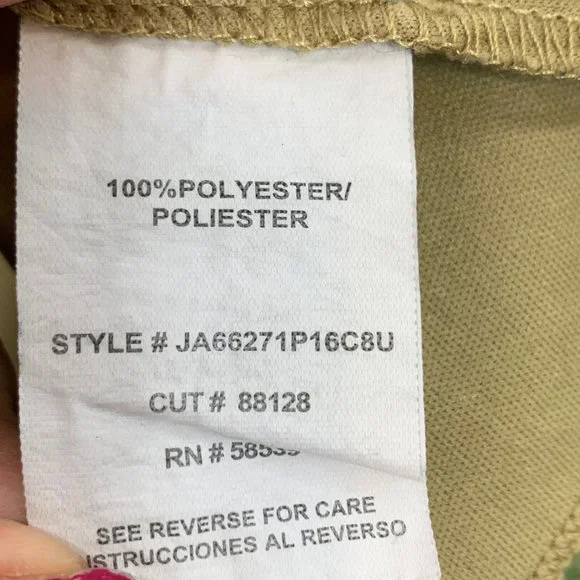 100%POLYESTER/
POLIESTER
STYLE # JA66271P16C8U
CUT # 88128
RN #
SEE REVERSE FOR CARE
ISTRUCCIONES AL REVERSO